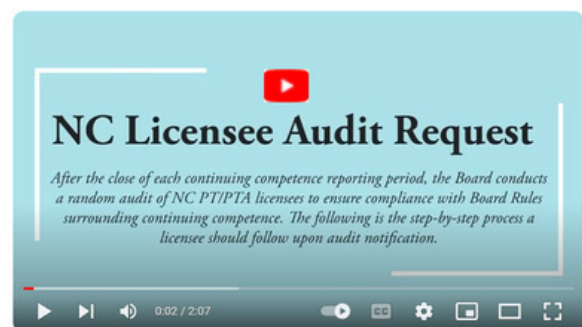 NC Licensee Audit Request
After the close of each continuing competence reporting period, the Board conducts
a random audit of NC PT/PTA licensees to ensure compliance with Board Rules
surrounding continuing competence. The following is the step-by-step process a
licensee should follow upon audit notification.
0:02 / 2:07
CC